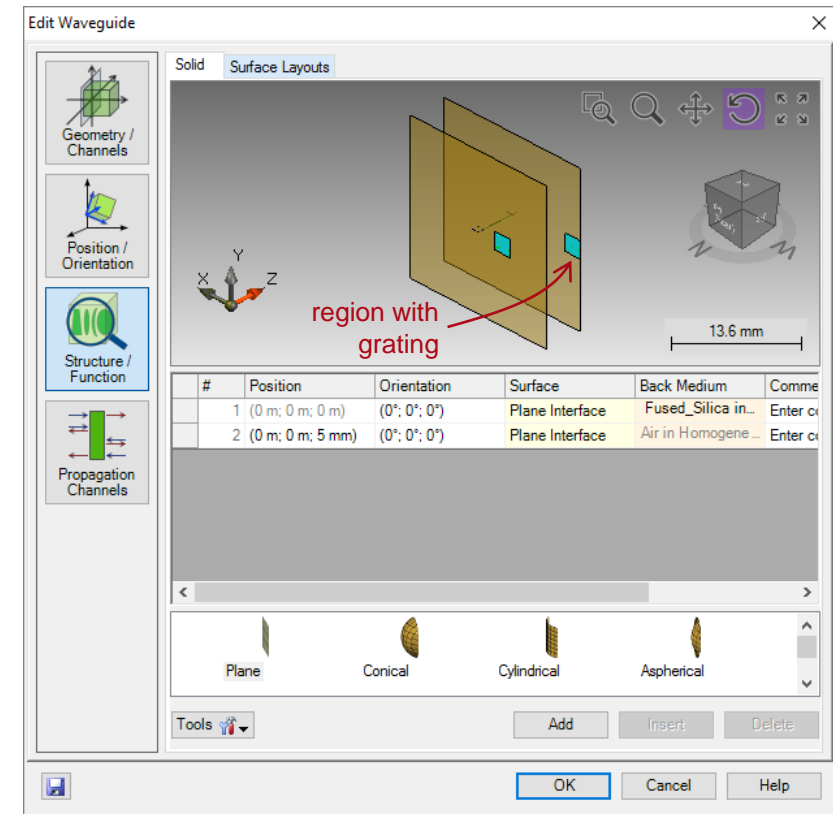 Edit Waveguide
Solid
Surface Layouts
Geometry /
Channels
Position /
Orientation
Structure /
Function
Propagation
Channels
Y
X
Z
region with
grating
13.6 mm
# Position Orientation Surface Back Medium Comme
1 (0 m; 0 m; 0 m) (0°; 0°; 0°) Plane Interface Fused_Silica in... Enter co
2 (0 m; 0 m; 5 mm) (0°; 0°; 0°) Plane Interface Air in Homogene... Enter co
Plane Conical Cylindrical Aspherical
Tools Add Insert Delete
OK Cancel Help